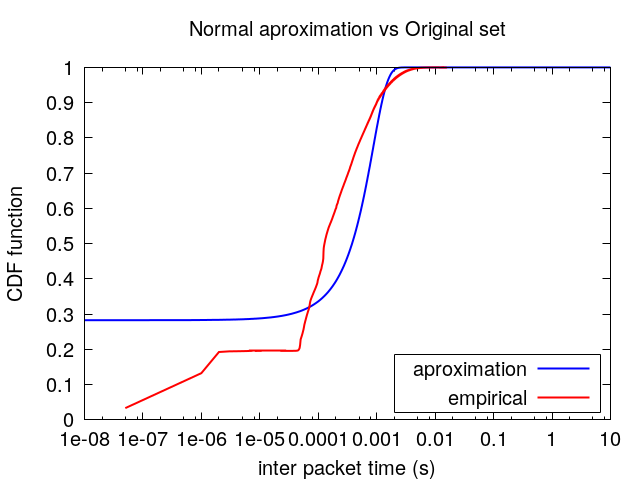 Normal aproximation vs Original set
1
0.9
0.8
0.7
0.6
0.5
0.4
0.3
0.2
0.1
0
CDF function
aproximation
empirical
1e-08 1e-07 1e-06 1e-05 0.0001 0.001 0.01 0.1 1 10
inter packet time (s)